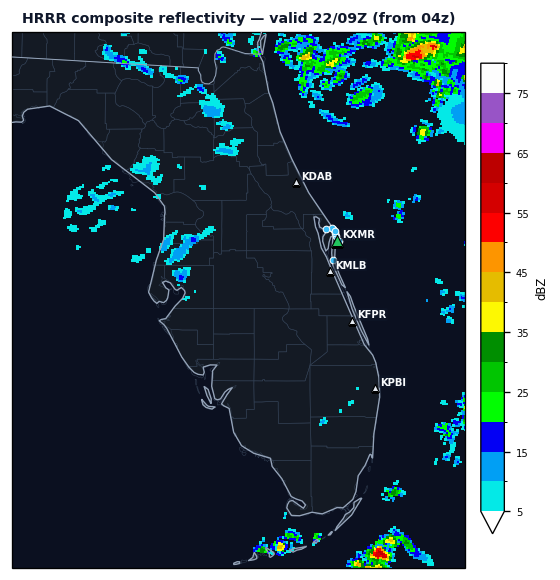 HRRR composite reflectivity — valid 22/09Z (from 04z)
75
65
KDAB
55
KXMR
45
KMLB
dBZ
KFPR
35
KPBI
25
15
5